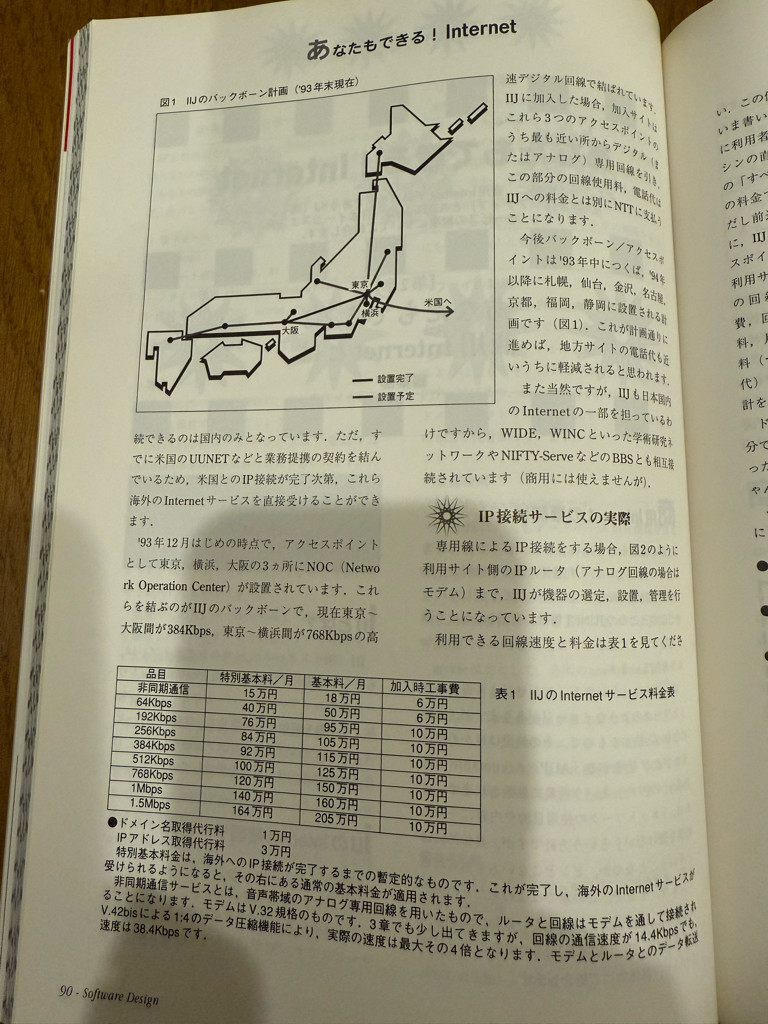 あなたもできる！Internet
図1 IIJのバックボーン計画（'93年末現在）
東京
横浜
大阪
米国へ
設置完了
設置予定
続できるのは国内のみとなっています．ただ，す
でに米国のUUNETなどと業務提携の契約を結ん
でいるため，米国とのIP接続が完了次第，これら
海外のInternetサービスを直接受けることができ
ます．
'93年12月はじめの時点で，アクセスポイント
として東京，横浜，大阪の3ヵ所にNOC（Netwo
rk Operation Center）が設置されています．これ
らを結ぶのがIIJのバックボーンで，現在東京〜
大阪間が384Kbps，東京〜横浜間が768Kbpsの高
速デジタル回線で結ばれています．
IIJに加入した場合，加入サイトは
これら3つのアクセスポイントの
うち最も近い所からデジタル（ま
たはアナログ）専用回線を引き，
この部分の回線使用料，電話代は
IIJへの料金とは別にNTTに支払う
ことになります．
今後バックボーン／アクセスポ
イントは'93年中につくば，'94年
以降に札幌，仙台，金沢，名古屋，
京都，福岡，静岡に設置される計
画です（図1）．これが計画通りに
進めば，地方サイトの電話代も近
いうちに軽減されると思われます．
また当然ですが，IIJも日本国内
のInternetの一部を担っているわ
けですから，WIDE，WINCといった学術研究ネ
ットワークやNIFTY-ServeなどのBBSとも相互接
続されています（商用には使えませんが）．
IP接続サービスの実際
専用線によるIP接続をする場合，図2のように
利用サイト側のIPルータ（アナログ回線の場合は
モデム）まで，IIJが機器の選定，設置，管理を行
うことになっています．
利用できる回線速度と料金は表1を見てくださ
表1 IIJのInternetサービス料金表
品目 特別基本料／月 基本料／月 加入時工事費
非同期通信 15万円 18万円 6万円
64Kbps 40万円 50万円 6万円
192Kbps 76万円 95万円 10万円
256Kbps 84万円 105万円 10万円
384Kbps 92万円 115万円 10万円
512Kbps 100万円 125万円 10万円
768Kbps 120万円 150万円 10万円
1Mbps 140万円 160万円 10万円
1.5Mbps 164万円 205万円 10万円
●ドメイン名取得代行料 1万円
IPアドレス取得代行料 3万円
特別基本料金は，海外へのIP接続が完了するまでの暫定的なものです．これが完了し，海外のInternetサービスが
受けられるようになると，その右にある通常の基本料金が適用されます．
非同期通信サービスとは，音声帯域のアナログ専用回線を用いたもので，ルータと回線はモデムを通して接続され
ることになります．モデムはV.32規格のものです．3章でも少し出てきますが，回線の通信速度が14.4Kbpsでも，
V.42bisによる1:4のデータ圧縮機能により，実際の速度は最大その4倍となります．モデムとルータとのデータ転送
速度は38.4Kbpsです．
90 - Software Design